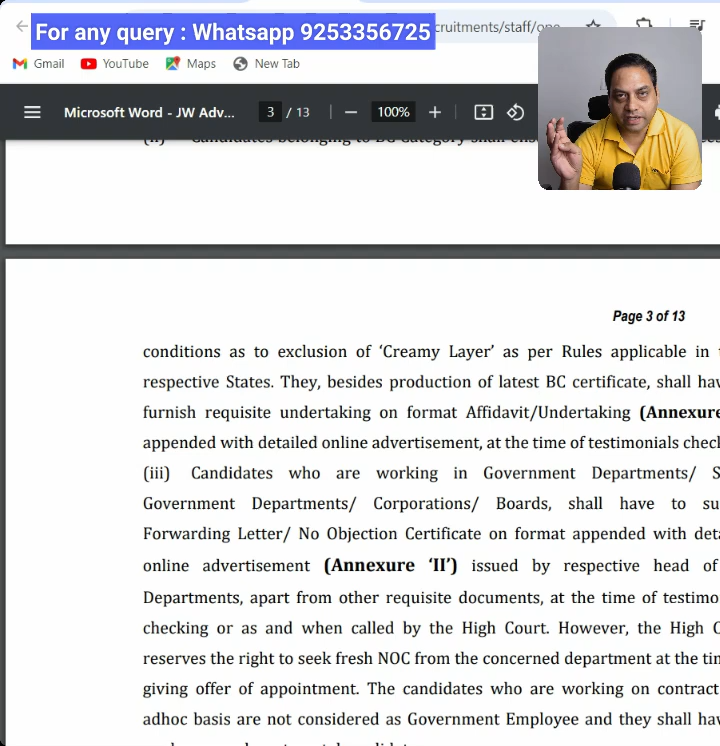 For any query : Whatsapp 9253356725
cruitments/staff/ope
Gmail YouTube Maps New Tab
Microsoft Word - JW Adv... 3 / 13 100%
Candidates belonging to BC category shall
Page 3 of 13
conditions as to exclusion of ‘Creamy Layer’ as per Rules applicable in
respective States. They, besides production of latest BC certificate, shall hav
furnish requisite undertaking on format Affidavit/Undertaking (Annexure
appended with detailed online advertisement, at the time of testimonials check
(iii) Candidates who are working in Government Departments/ S
Government Departments/ Corporations/ Boards, shall have to su
Forwarding Letter/ No Objection Certificate on format appended with deta
online advertisement (Annexure ‘II’) issued by respective head of
Departments, apart from other requisite documents, at the time of testimo
checking or as and when called by the High Court. However, the High C
reserves the right to seek fresh NOC from the concerned department at the tim
giving offer of appointment. The candidates who are working on contract
adhoc basis are not considered as Government Employee and they shall hav